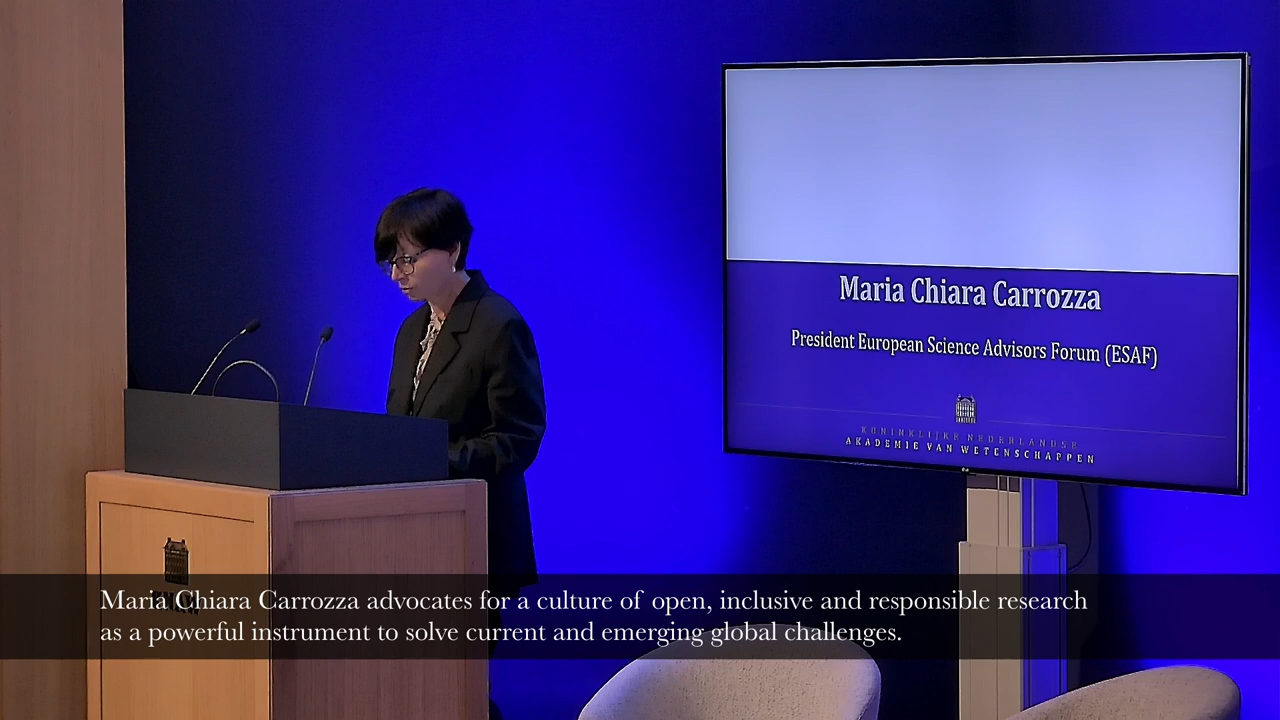 Maria Chiara Carrozza
President European Science Advisors Forum (ESAF)
KONINKLIJKE NEDERLANDSE
AKADEMIE VAN WETENSCHAPPEN
Maria Chiara Carrozza advocates for a culture of open, inclusive and responsible research
as a powerful instrument to solve current and emerging global challenges.